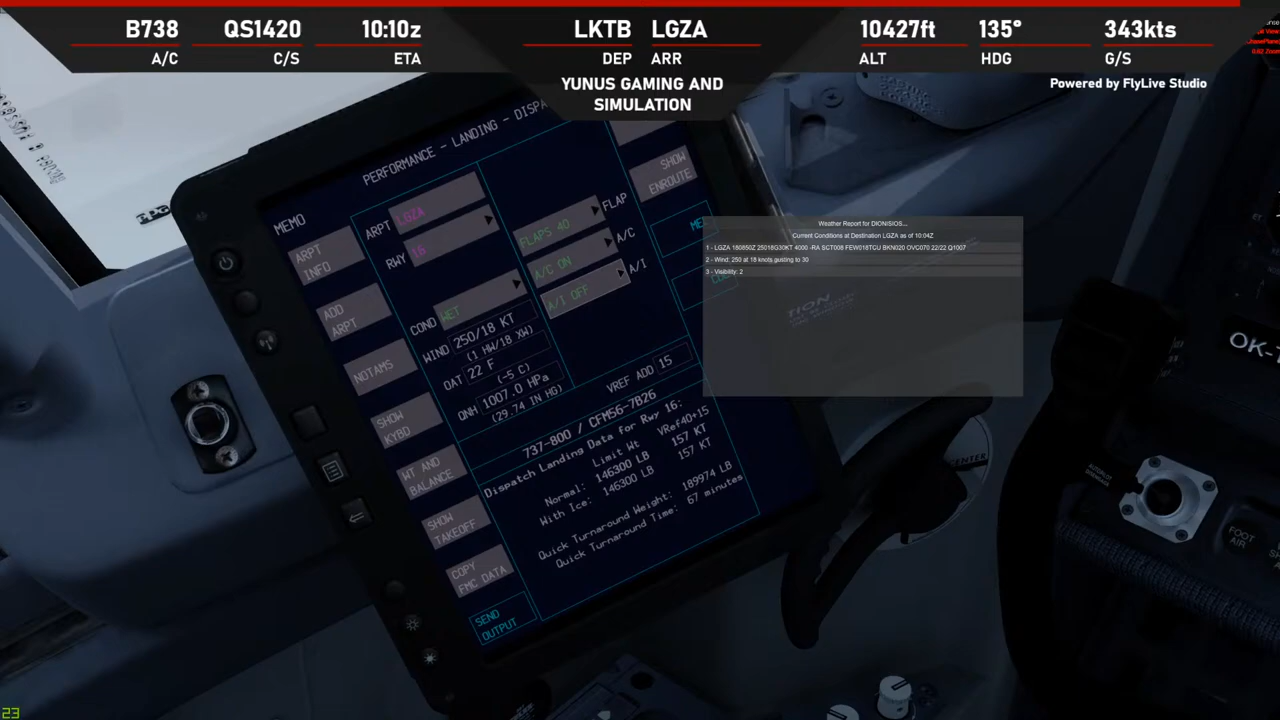 B738
QS1420
10:10z
LKTB
LGZA
10427ft
135°
343kts
A/C
C/S
ETA
DEP
ARR
ALT
HDG
G/S
YUNUS GAMING AND
SIMULATION
Powered by FlyLive Studio
PERFORMANCE - LANDING - DISPA
MEMO
ARPT
INFO
ADD
ARPT
NOTAMS
SHOW
KYBD
WT AND
BALANCE
SHOW
TAKEOFF
COPY
FMC DATA
SEND
OUTPUT
ARPT LGZA
RWY 16
COND WET
WIND 250/18 KT
(1 HW/18 XW)
OAT 22 F
(-5 C)
QNH 1007.0 HPa
(29.74 IN HG)
FLAPS 40 FLAP
A/C ON A/C
A/I OFF A/I
SHOW
ENROUTE
VREF ADD 15
737-800 / CFM56-7B26
Dispatch Landing Data for Rwy 16:
Limit Wt VRef40+15
Normal: 146300 LB 157 KT
With Ice: 146300 LB 157 KT
Quick Turnaround Weight: 189974 LB
Quick Turnaround Time: 67 minutes
Weather Report for DIONISIOS...
Current Conditions at Destination LGZA as of 10:04Z
1 - LGZA 180850Z 25018G30KT 4000 -RA SCT008 FEW018TCU BKN020 OVC070 22/22 Q1007
2 - Wind: 250 at 18 knots gusting to 30
3 - Visibility: 2
CENTER
FOOT
AIR
23